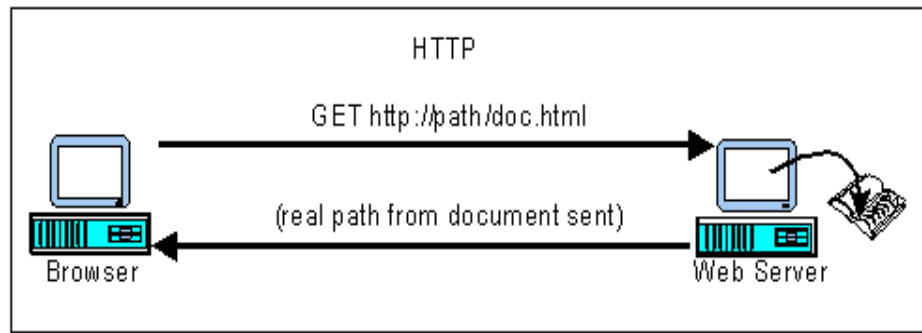 HTTP
GET http://path/doc.html
(real path from document sent)
Browser
Web Server